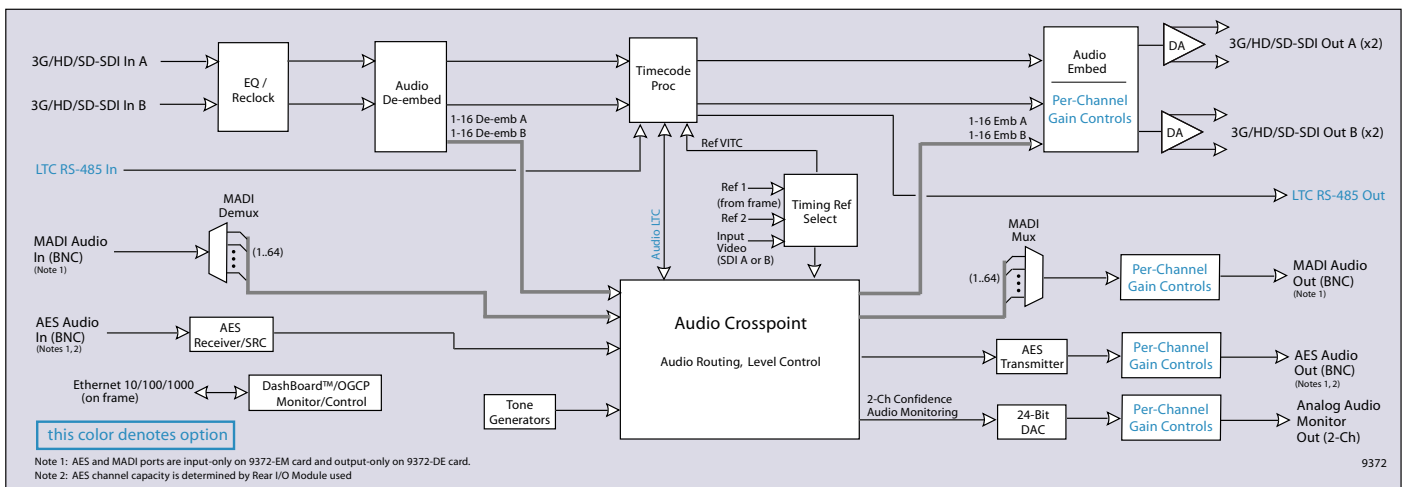 3G/HD/SD-SDI In A
3G/HD/SD-SDI In B
EQ /
Reclock
Audio
De-embed
1-16 De-emb A
1-16 De-emb B
Timecode
Proc
Audio
Embed
Per-Channel
Gain Controls
1-16 Emb A
1-16 Emb B
DA
3G/HD/SD-SDI Out A (x2)
DA
3G/HD/SD-SDI Out B (x2)
LTC RS-485 In
Ref VITC
Audio LTC
Ref 1
(from frame)
Ref 2
Input
Video
(SDI A or B)
Timing Ref
Select
LTC RS-485 Out
MADI
Demux
MADI Audio
In (BNC)
(Note 1)
(1..64)
MADI
Mux
(1..64)
Per-Channel
Gain Controls
MADI Audio
Out (BNC)
(Note 1)
AES Audio
In (BNC)
(Notes 1, 2)
AES
Receiver/SRC
Audio Crosspoint
Audio Routing, Level Control
AES
Transmitter
Per-Channel
Gain Controls
AES Audio
Out (BNC)
(Notes 1, 2)
Ethernet 10/100/1000
(on frame)
DashBoard™/OGCP
Monitor/Control
Tone
Generators
2-Ch Confidence
Audio Monitoring
24-Bit
DAC
Per-Channel
Gain Controls
Analog Audio
Monitor
Out (2-Ch)
this color denotes option
Note 1: AES and MADI ports are input-only on 9372-EM card and output-only on 9372-DE card.
Note 2: AES channel capacity is determined by Rear I/O Module used
9372